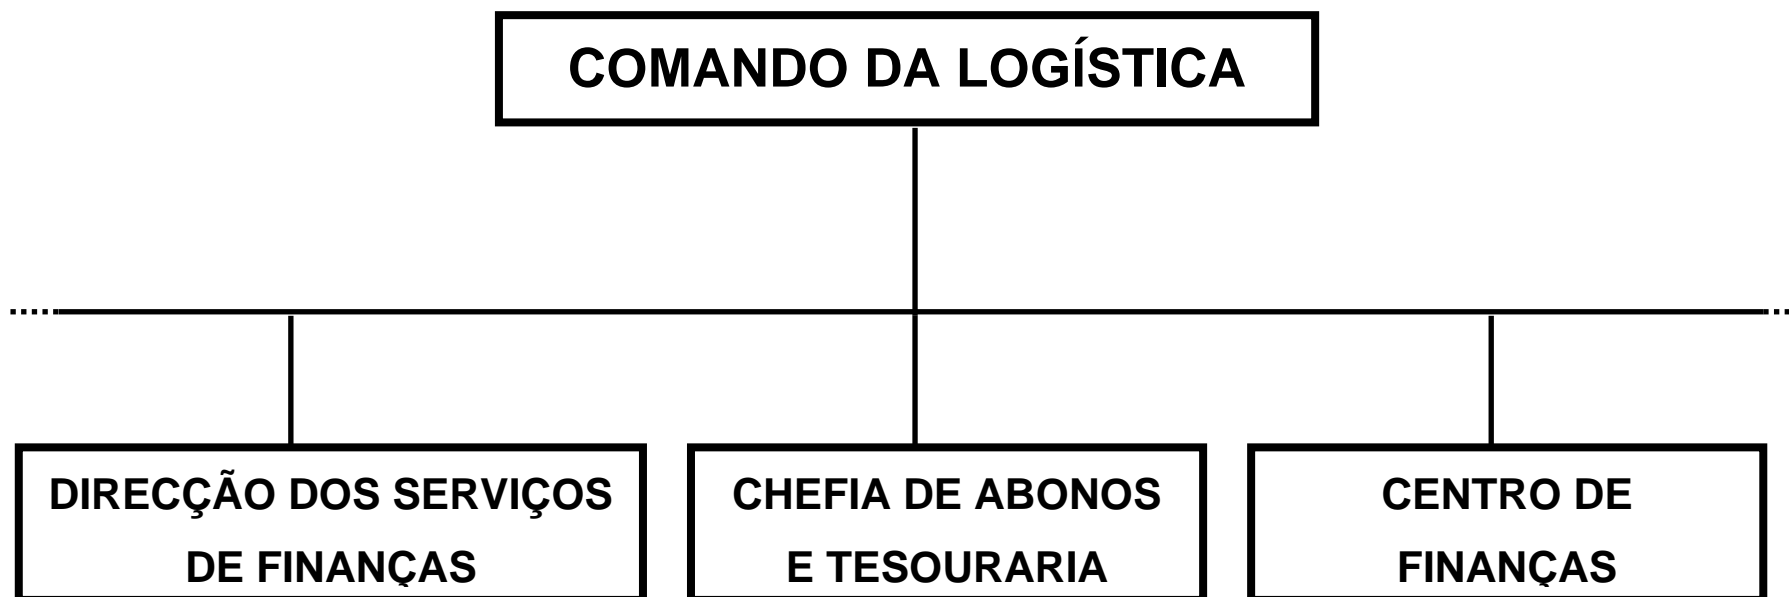 COMANDO DA LOGÍSTICA
DIRECÇÃO DOS SERVIÇOS
DE FINANÇAS
CHEFIA DE ABONOS
E TESOURARIA
CENTRO DE
FINANÇAS